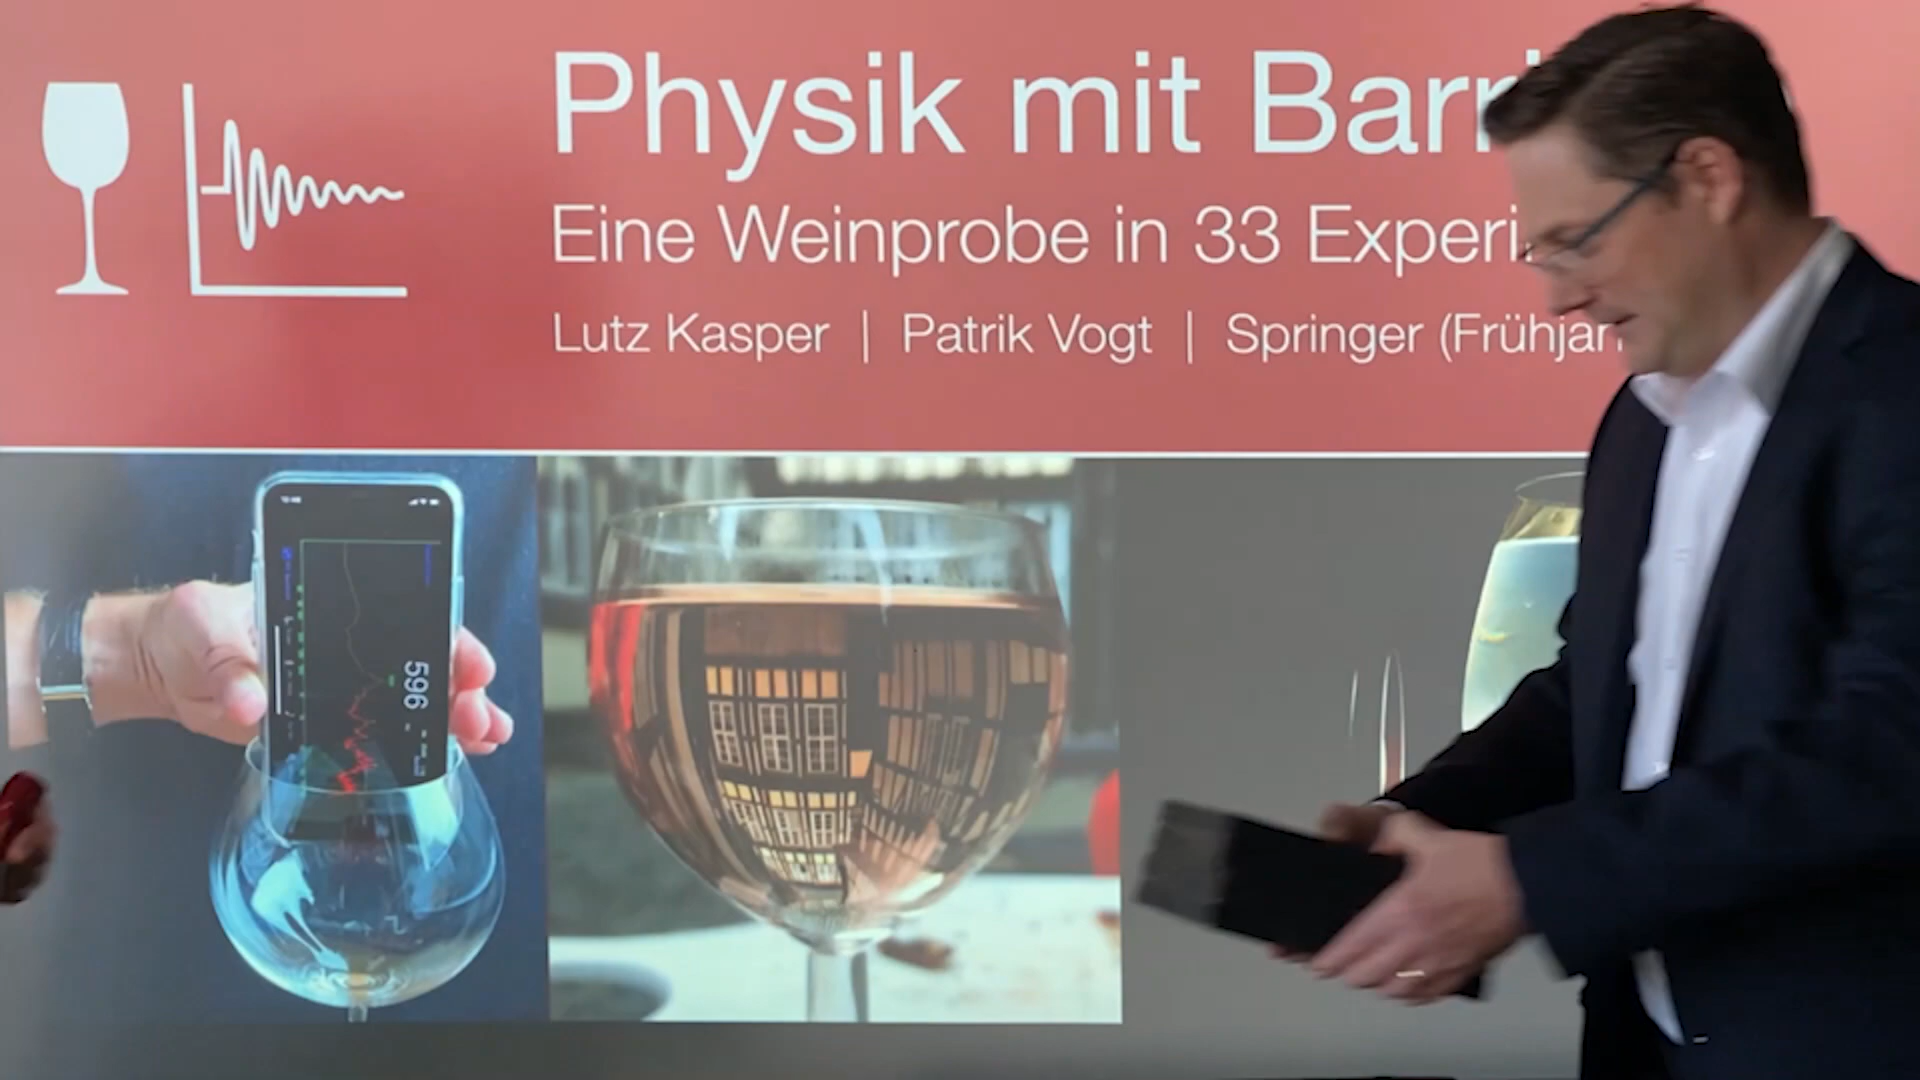 Physik mit Barri
Eine Weinprobe in 33 Experi
Lutz Kasper | Patrik Vogt | Springer (Frühjah
596